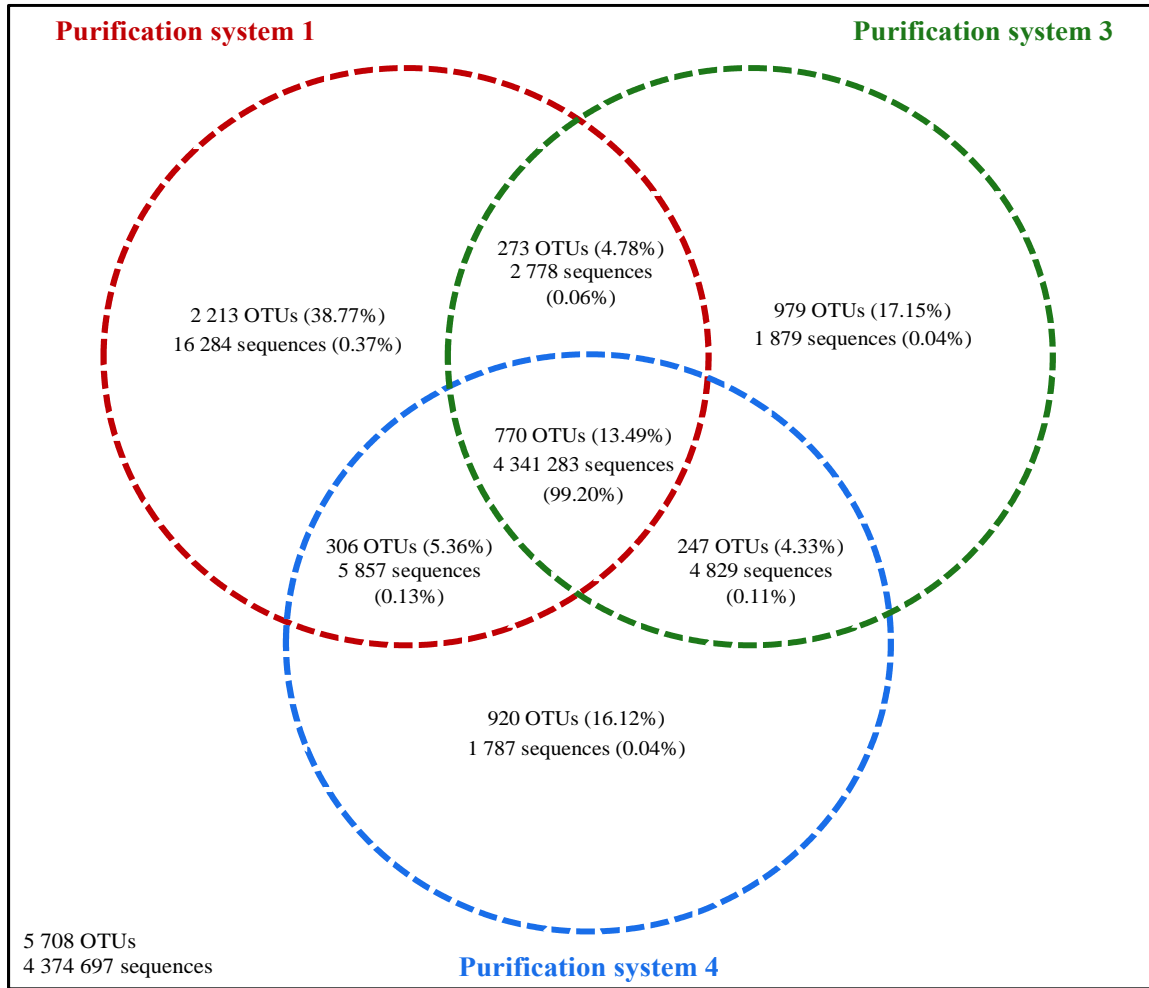 Purification system 1
Purification system 3
273 OTUs (4.78%)
2 778 sequences
(0.06%)
2 213 OTUs (38.77%)
16 284 sequences (0.37%)
979 OTUs (17.15%)
1 879 sequences (0.04%)
770 OTUs (13.49%)
4 341 283 sequences
(99.20%)
306 OTUs (5.36%)
5 857 sequences
(0.13%)
247 OTUs (4.33%)
4 829 sequences
(0.11%)
920 OTUs (16.12%)
1 787 sequences (0.04%)
5 708 OTUs
4 374 697 sequences
Purification system 4